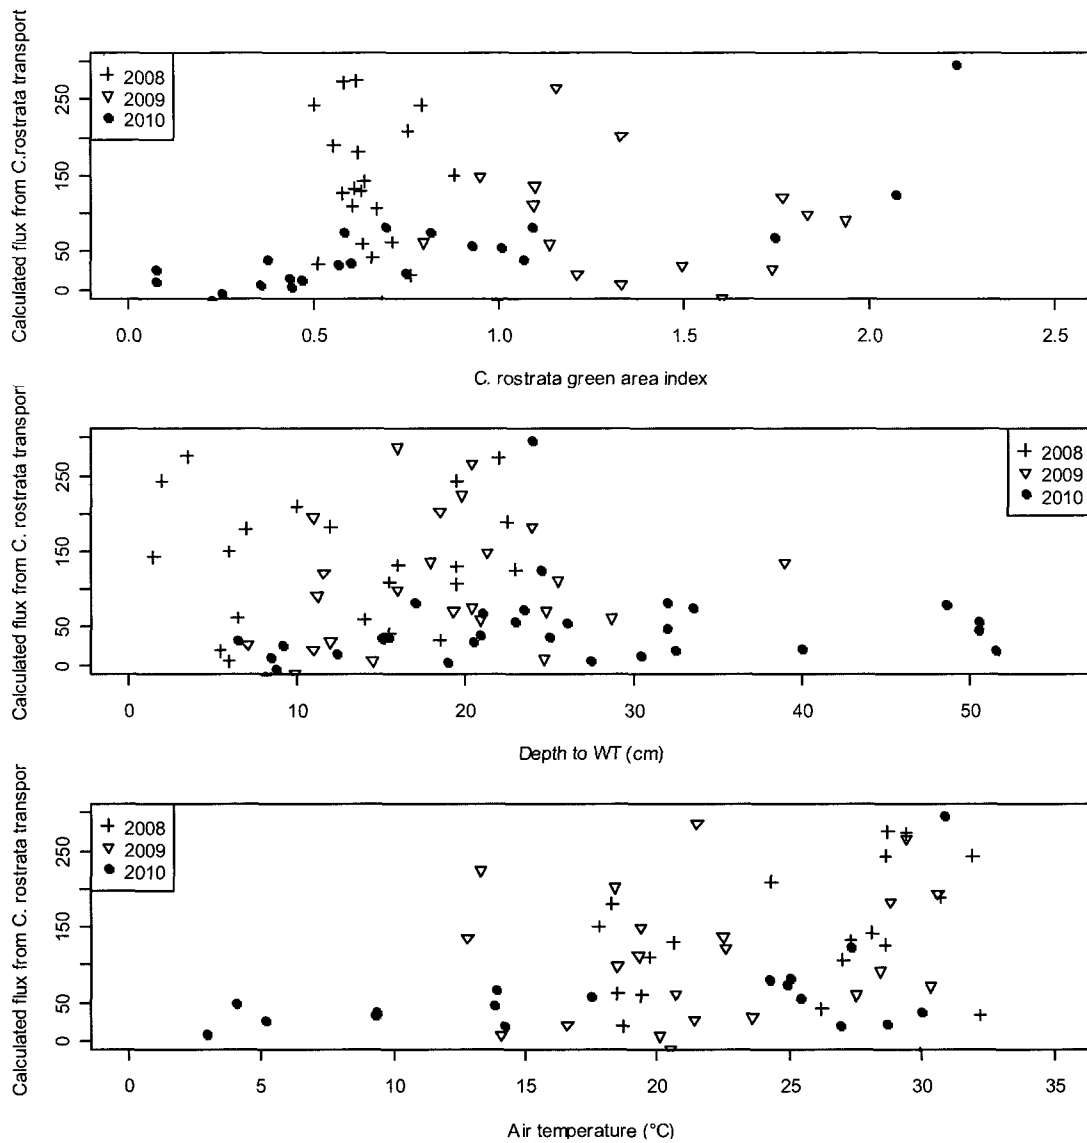 Calculated flux from C.rostrata transport
250
150
50
0
2008
2009
2010
0.0 0.5 1.0 1.5 2.0 2.5
C. rostrata green area index
Calculated flux from C. rostrata transport
250
150
50
0
2008
2009
2010
0 10 20 30 40 50
Depth to WT (cm)
Calculated flux from C. rostrata transpor
250
150
50
0
2008
2009
2010
0 5 10 15 20 25 30 35
Air temperature (°C)